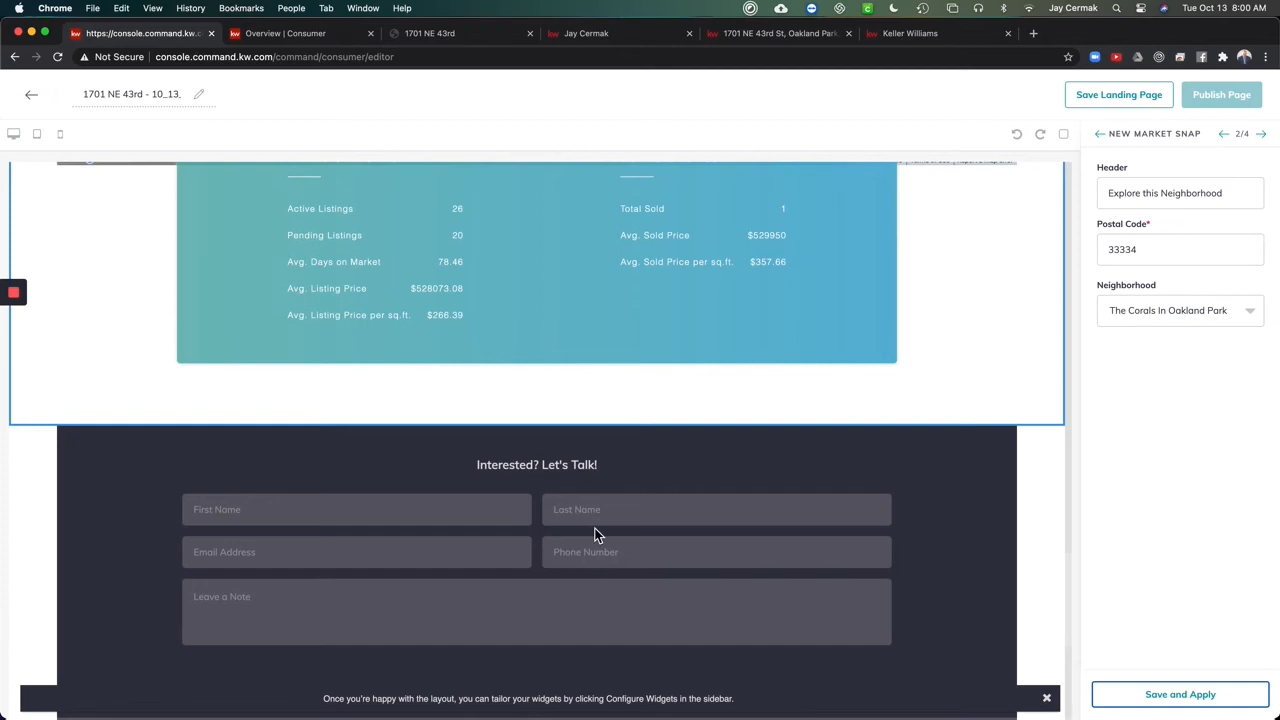 Chrome File Edit View History Bookmarks People Tab Window Help Jay Cermak Tue Oct 13 8:00 AM
https://console.command.kw.c Overview | Consumer 1701 NE 43rd Jay Cermak 1701 NE 43rd St, Oakland Park Keller Williams
Not Secure console.command.kw.com/command/consumer/editor
1701 NE 43rd - 10_13. Save Landing Page Publish Page
NEW MARKET SNAP 2/4
Header
Explore this Neighborhood
Postal Code*
33334
Neighborhood
The Corals In Oakland Park
Active Listings 26 Total Sold 1
Pending Listings 20 Avg. Sold Price $529950
Avg. Days on Market 78.46 Avg. Sold Price per sq.ft. $357.66
Avg. Listing Price $528073.08
Avg. Listing Price per sq.ft. $266.39
Interested? Let's Talk!
First Name Last Name
Email Address Phone Number
Leave a Note
Once you're happy with the layout, you can tailor your widgets by clicking Configure Widgets in the sidebar.
Save and Apply